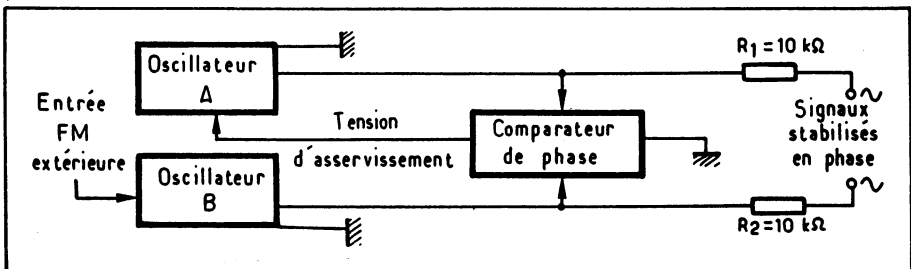 Oscillateur
A
Entrée
FM
extérieure
Oscillateur
B
Tension
d'asservissement
Comparateur
de phase
R1 = 10 kΩ
Signaux
stabilisés
en phase
R2 = 10 kΩ